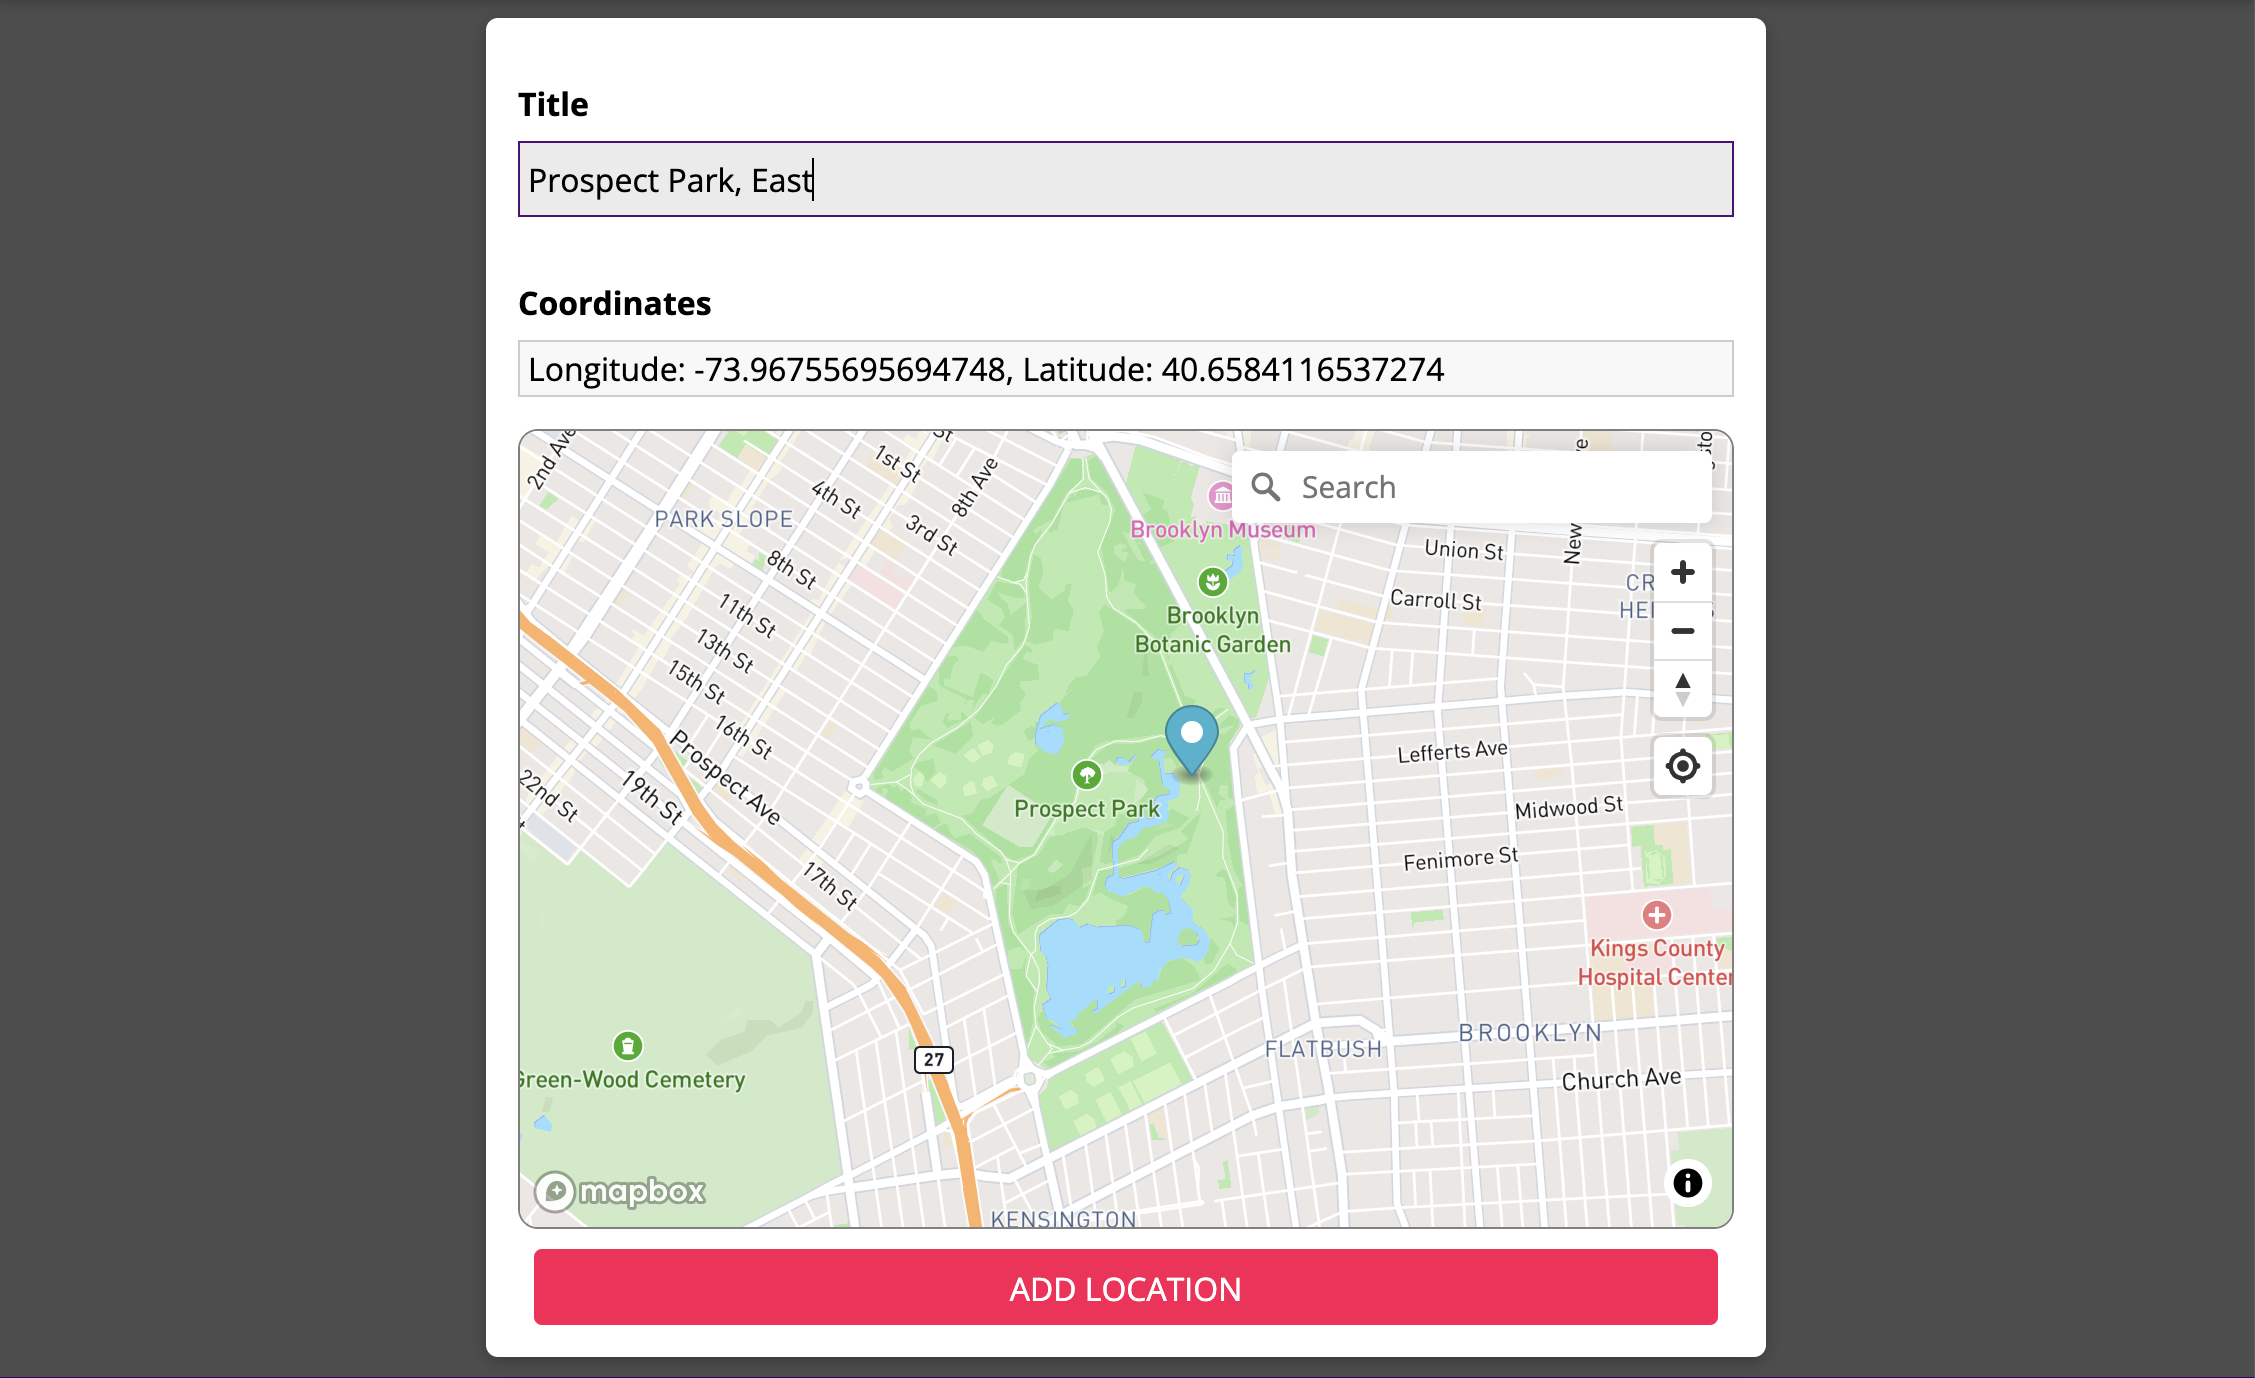 Title
Prospect Park, East
Coordinates
Longitude: -73.96755695694748, Latitude: 40.6584116537274
2nd Ave
St
1st St
8th Ave
4th St
3rd St
PARK SLOPE
8th St
11th St
13th St
15th St
16th St
Prospect Ave
19th St
22nd St
17th St
Search
Brooklyn Museum
Brooklyn
Botanic Garden
Union St
New
Carroll St
CR
HE
Lefferts Ave
Midwood St
Fenimore St
Prospect Park
Kings County
Hospital Center
BROOKLYN
FLATBUSH
Church Ave
27
Green-Wood Cemetery
KENSINGTON
mapbox
ADD LOCATION